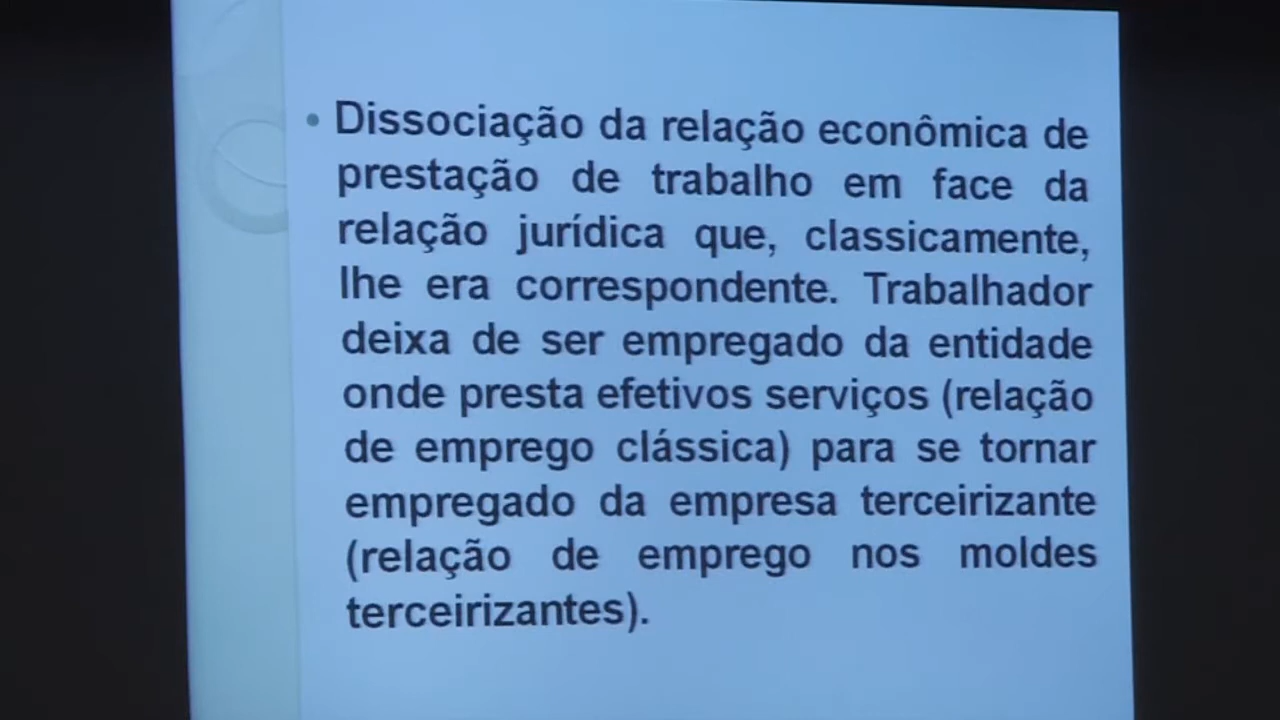 • Dissociação da relação econômica de
prestação de trabalho em face da
relação jurídica que, classicamente,
lhe era correspondente. Trabalhador
deixa de ser empregado da entidade
onde presta efetivos serviços (relação
de emprego clássica) para se tornar
empregado da empresa terceirizante
(relação de emprego nos moldes
terceirizantes).